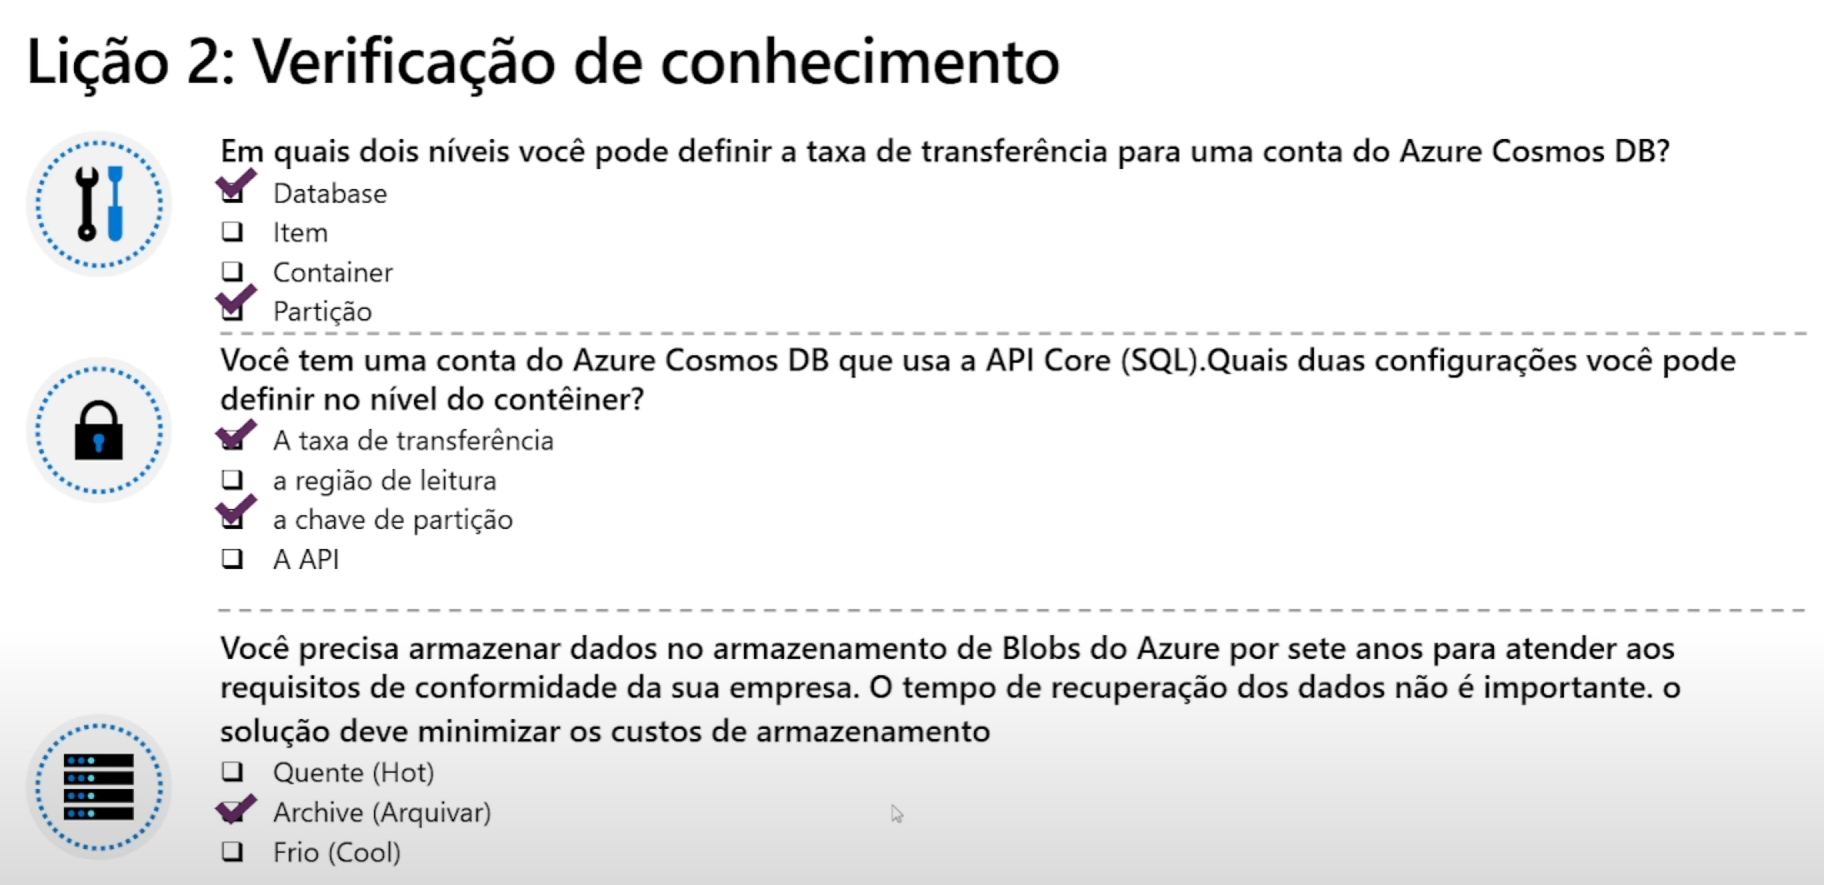 Lição 2: Verificação de conhecimento
Em quais dois níveis você pode definir a taxa de transferência para uma conta do Azure Cosmos DB?
Database
Item
Container
Partição
Você tem uma conta do Azure Cosmos DB que usa a API Core (SQL).Quais duas configurações você pode
definir no nível do contêiner?
A taxa de transferência
a região de leitura
a chave de partição
A API
Você precisa armazenar dados no armazenamento de Blobs do Azure por sete anos para atender aos
requisitos de conformidade da sua empresa. O tempo de recuperação dos dados não é importante. o
solução deve minimizar os custos de armazenamento
Quente (Hot)
Archive (Arquivar)
Frio (Cool)